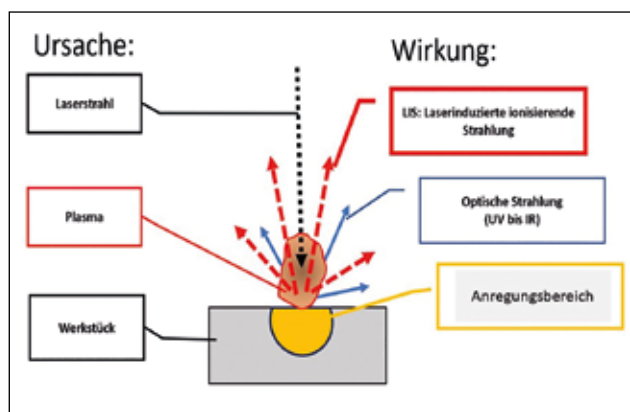 Ursache:
Laserstrahl
Plasma
Werkstück
Wirkung:
LIS: Laserinduzierte ionisierende
Strahlung
Optische Strahlung
(UV bis IR)
Anregungsbereich